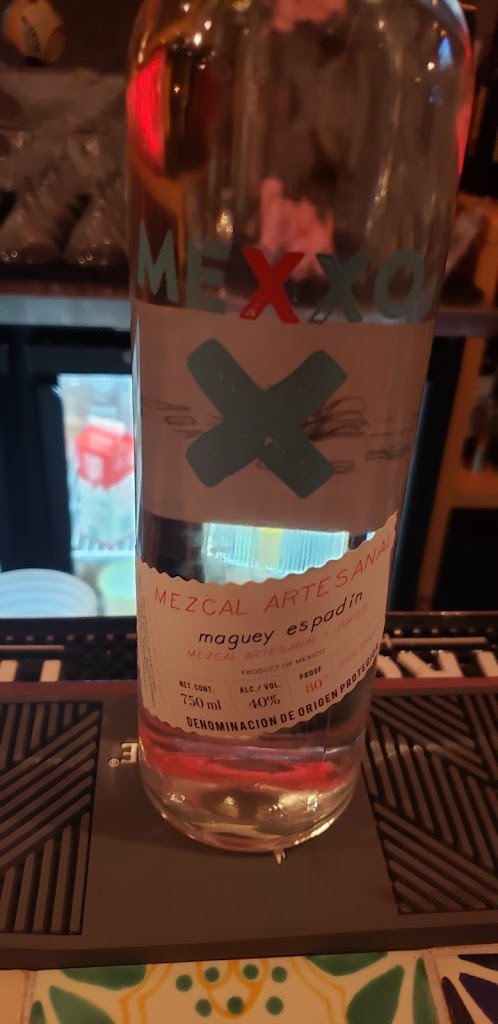 MEXXO
MEZCAL ARTESANAL
maguey espadín
MEZCAL ARTESANAL
PRODUCT OF MEXICO
NET. CONT. ALC./VOL. PROOF
750 ml 40% 80°
DENOMINACION DE ORIGEN PROTEGIDA